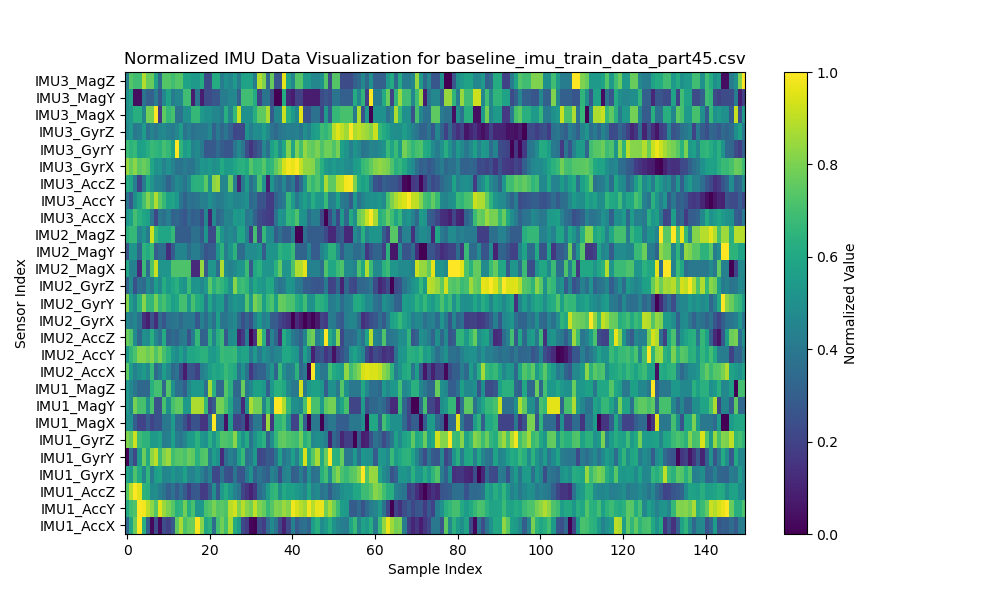 Normalized IMU Data Visualization for baseline_imu_train_data_part45.csv
IMU3_MagZ
IMU3_MagY
IMU3_MagX
IMU3_GyrZ
IMU3_GyrY
IMU3_GyrX
IMU3_AccZ
IMU3_AccY
IMU3_AccX
IMU2_MagZ
IMU2_MagY
IMU2_MagX
IMU2_GyrZ
IMU2_GyrY
IMU2_GyrX
IMU2_AccZ
IMU2_AccY
IMU2_AccX
IMU1_MagZ
IMU1_MagY
IMU1_MagX
IMU1_GyrZ
IMU1_GyrY
IMU1_GyrX
IMU1_AccZ
IMU1_AccY
IMU1_AccX
Sensor Index
0 20 40 60 80 100 120 140
Sample Index
1.0
0.8
0.6
0.4
0.2
0.0
Normalized Value